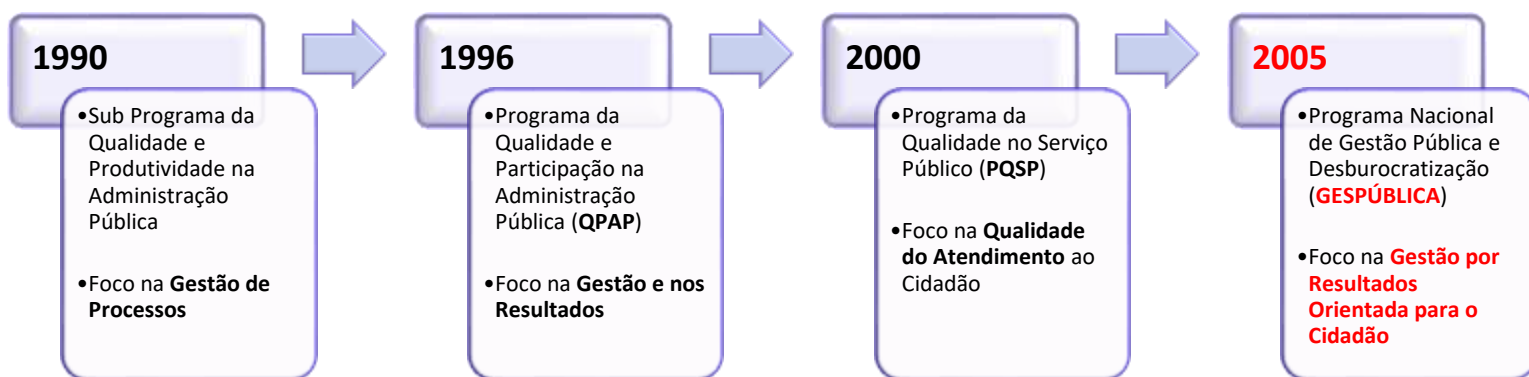 1990
•Sub Programa da
Qualidade e
Produtividade na
Administração
Pública
•Foco na Gestão de
Processos
1996
•Programa da
Qualidade e
Participação na
Administração
Pública (QPAP)
•Foco na Gestão e nos
Resultados
2000
•Programa da
Qualidade no Serviço
Público (PQSP)
•Foco na Qualidade
do Atendimento ao
Cidadão
2005
•Programa Nacional
de Gestão Pública e
Desburocratização
(GESPÚBLICA)
•Foco na Gestão por
Resultados
Orientada para o
Cidadão